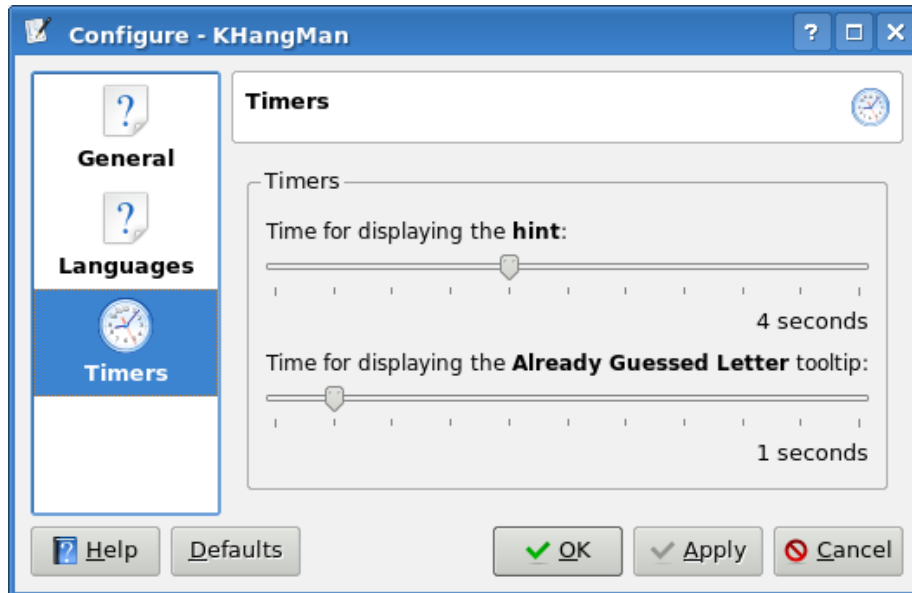 Configure - KHangMan
General
Languages
Timers
Timers
Timers
Time for displaying the hint:
4 seconds
Time for displaying the Already Guessed Letter tooltip:
1 seconds
Help
Defaults
OK
Apply
Cancel